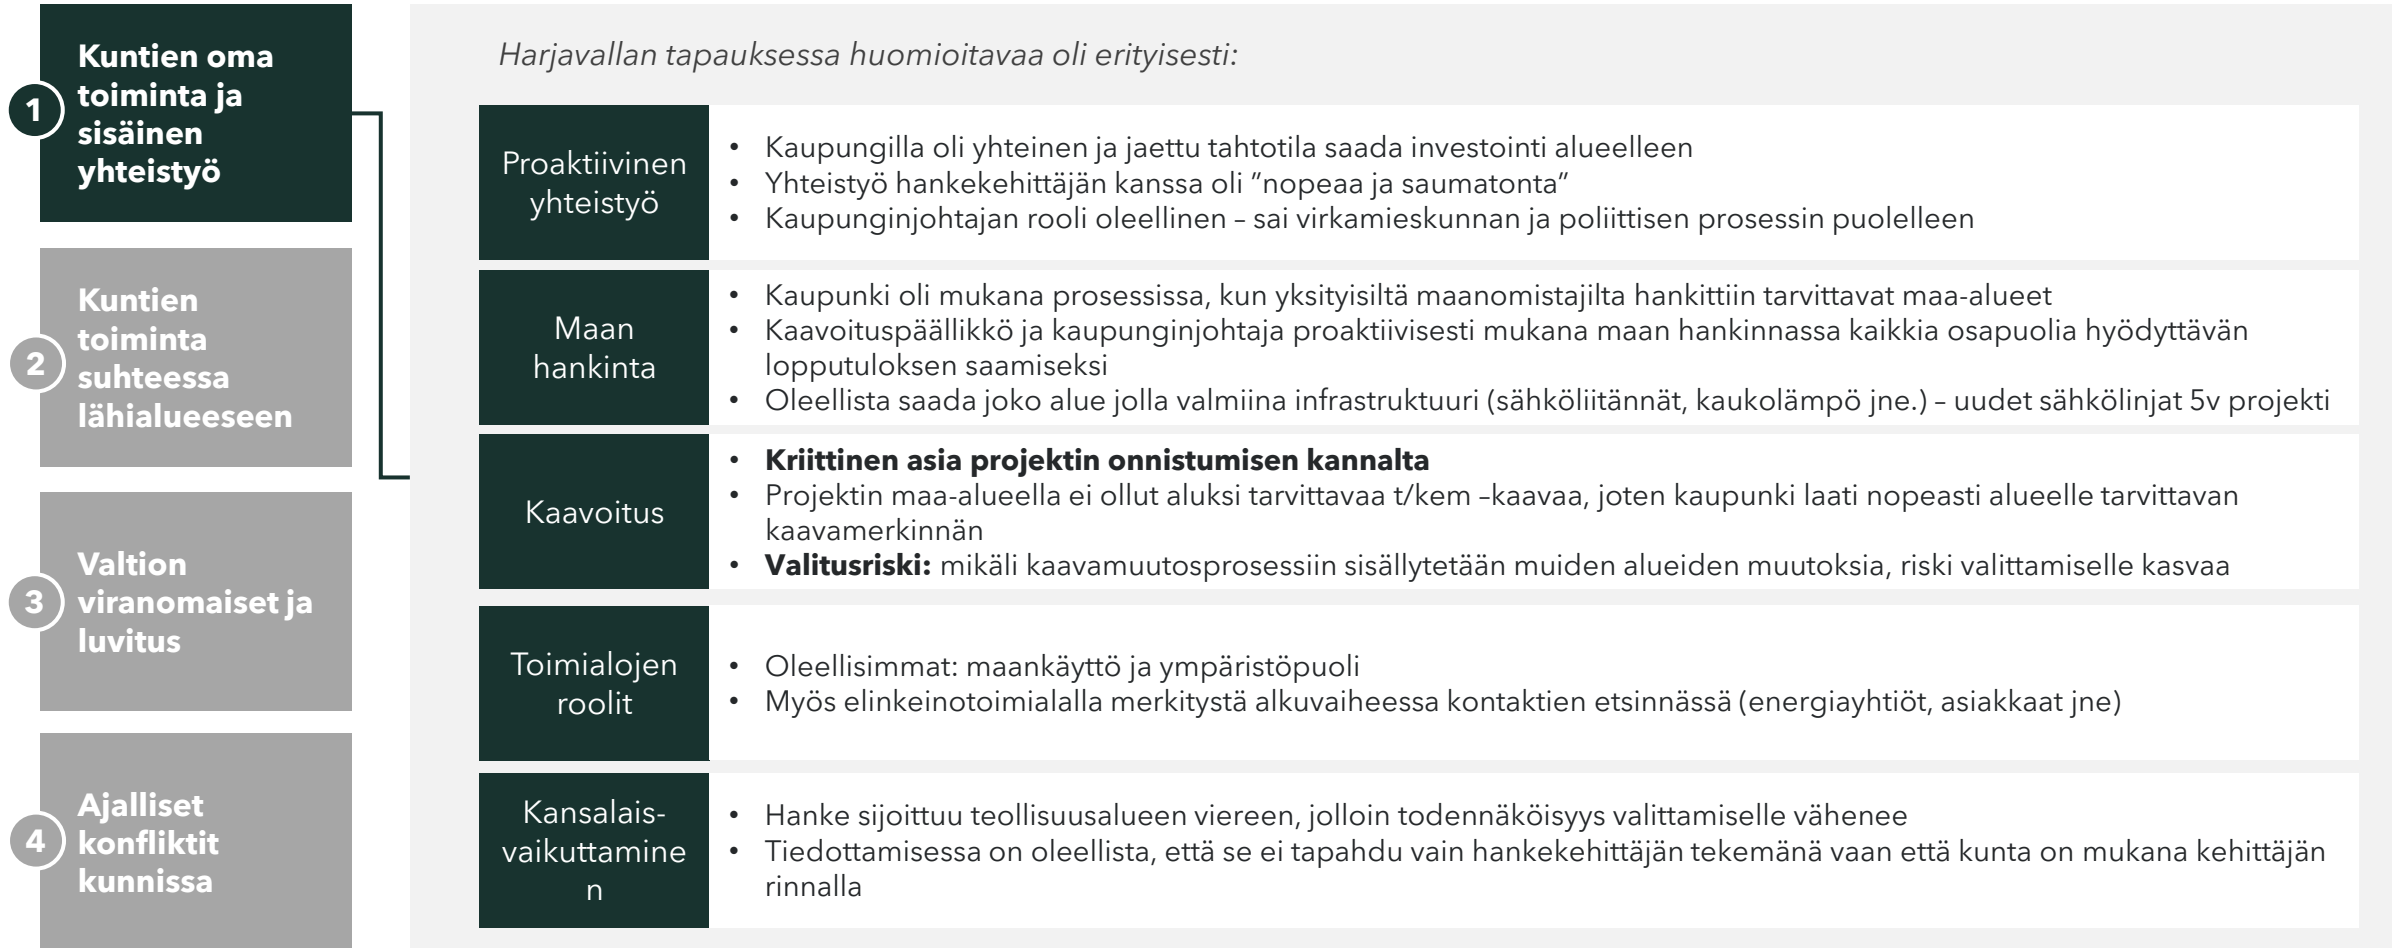 Kuntien oma
toiminta ja
sisäinen
yhteistyö
1
Kuntien
toiminta
suhteessa
lähialueeseen
2
Valtion
viranomaiset ja
luvitus
3
Ajalliset
konfliktit
kunnissa
4
Harjavallan tapauksessa huomioitavaa oli erityisesti:
Proaktiivinen
yhteistyö
• Kaupungilla oli yhteinen ja jaettu tahtotila saada investointi alueelleen
• Yhteistyö hankekehittäjän kanssa oli ”nopeaa ja saumatonta”
• Kaupunginjohtajan rooli oleellinen – sai virkamieskunnan ja poliittisen prosessin puolelleen
Maan
hankinta
• Kaupunki oli mukana prosessissa, kun yksityisiltä maanomistajilta hankittiin tarvittavat maa-alueet
• Kaavoituspäällikkö ja kaupunginjohtaja proaktiivisesti mukana maan hankinnassa kaikkia osapuolia hyödyttävän
lopputuloksen saamiseksi
• Oleellista saada joko alue jolla valmiina infrastruktuuri (sähköliitännät, kaukolämpö jne.) – uudet sähkölinjat 5v projekti
Kaavoitus
• Kriittinen asia projektin onnistumisen kannalta
• Projektin maa-alueella ei ollut aluksi tarvittavaa t/kem –kaavaa, joten kaupunki laati nopeasti alueelle tarvittavan
kaavamerkinnän
• Valitusriski: mikäli kaavamuutosprosessiin sisällytetään muiden alueiden muutoksia, riski valittamiselle kasvaa
Toimialojen
roolit
• Oleellisimmat: maankäyttö ja ympäristöpuoli
• Myös elinkeinotoimialalla merkitystä alkuvaiheessa kontaktien etsinnässä (energiayhtiöt, asiakkaat jne)
Kansalais-
vaikuttamine
n
• Hanke sijoittuu teollisuusalueen viereen, jolloin todennäköisyys valittamiselle vähenee
• Tiedottamisessa on oleellista, että se ei tapahdu vain hankekehittäjän tekemänä vaan että kunta on mukana kehittäjän
rinnalla